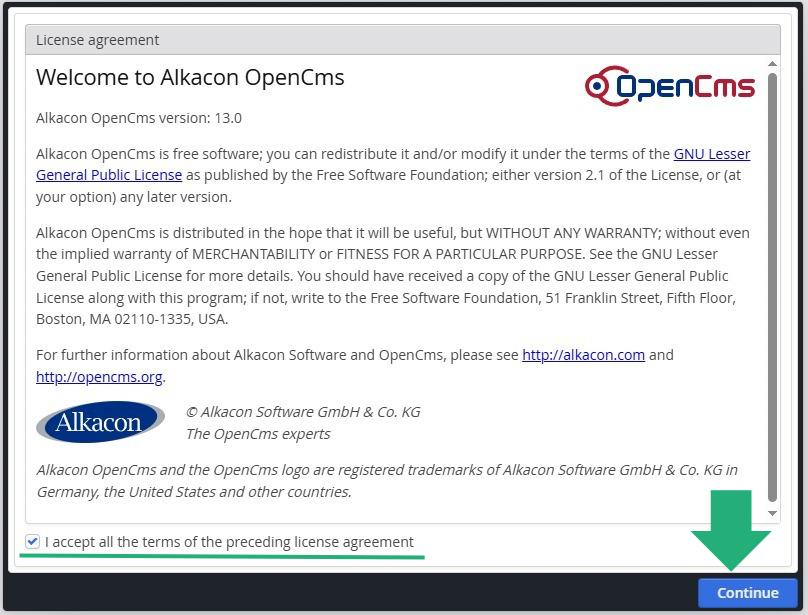 License agreement
Welcome to Alkacon OpenCms
OpenCms
Alkacon OpenCms version: 13.0
Alkacon OpenCms is free software; you can redistribute it and/or modify it under the terms of the GNU Lesser
General Public License as published by the Free Software Foundation; either version 2.1 of the License, or (at
your option) any later version.
Alkacon OpenCms is distributed in the hope that it will be useful, but WITHOUT ANY WARRANTY; without even
the implied warranty of MERCHANTABILITY or FITNESS FOR A PARTICULAR PURPOSE. See the GNU Lesser
General Public License for more details. You should have received a copy of the GNU Lesser General Public
License along with this program; if not, write to the Free Software Foundation, 51 Franklin Street, Fifth Floor,
Boston, MA 02110-1335, USA.
For further information about Alkacon Software and OpenCms, please see http://alkacon.com and
http://opencms.org.
Alkacon
© Alkacon Software GmbH & Co. KG
The OpenCms experts
Alkacon OpenCms and the OpenCms logo are registered trademarks of Alkacon Software GmbH & Co. KG in
Germany, the United States and other countries.
I accept all the terms of the preceding license agreement
Continue